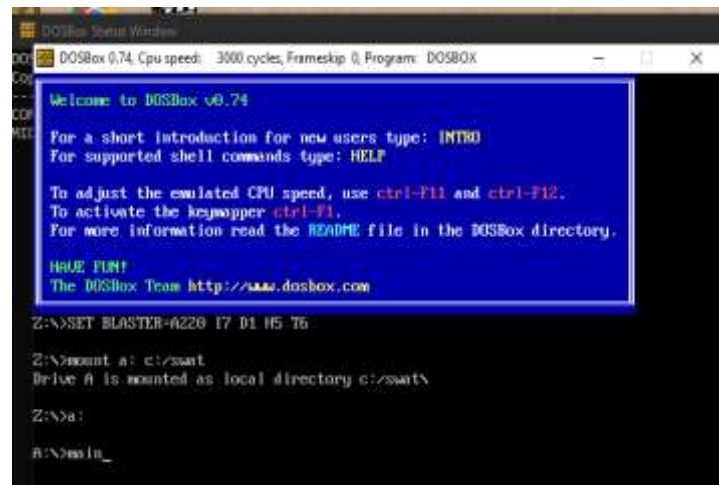 DOSBox Status Window
DOSBox 0.74, Cpu speed: 3000 cycles, Frameskip 0, Program: DOSBOX
Welcome to DOSBox v0.74
For a short introduction for new users type: INTRO
For supported shell commands type: HELP
To adjust the emulated CPU speed, use ctrl-F11 and ctrl-F12.
To activate the keymapper ctrl-F1.
For more information read the README file in the DOSBox directory.
HAVE FUN!
The DOSBox Team http://www.dosbox.com
Z:\>SET BLASTER=A220 I7 D1 H5 T6
Z:\>mount a: c:/swat
Drive A is mounted as local directory c:/swat\
Z:\>a:
A:\>main_